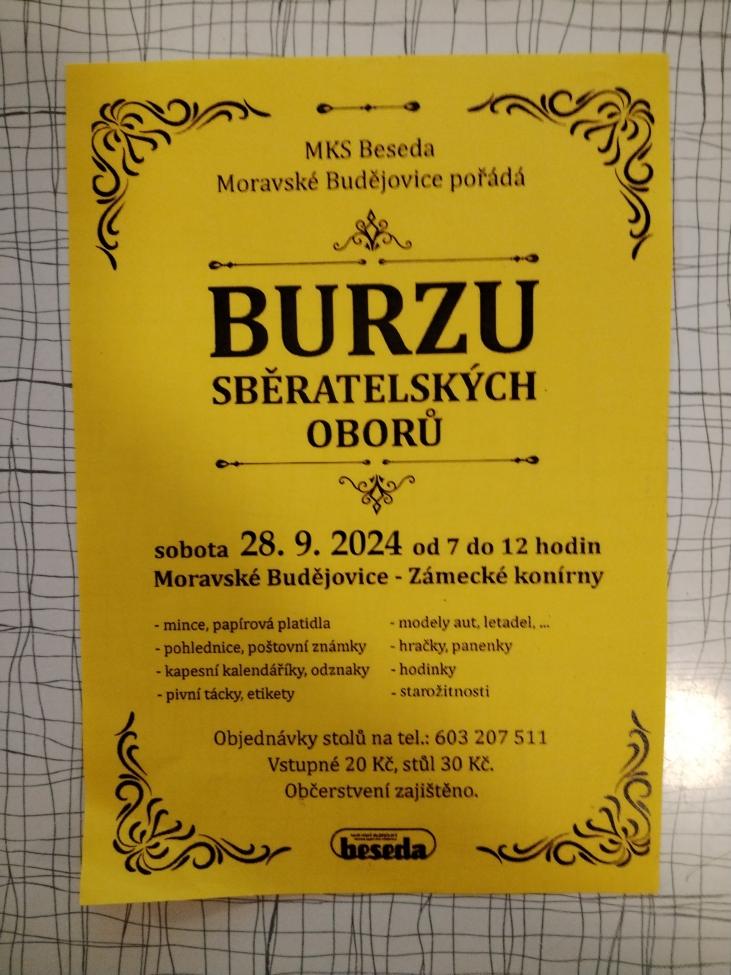 MKS Beseda
Moravské Budějovice pořádá
BURZU
SBĚRATELSKÝCH
OBORŮ
sobota 28. 9. 2024 od 7 do 12 hodin
Moravské Budějovice - Zámecké konírny
- mince, papírová platidla
- pohlednice, poštovní známky
- kapesní kalendáříky, odznaky
- pivní tácky, etikety
- modely aut, letadel, ...
- hračky, panenky
- hodinky
- starožitnosti
Objednávky stolů na tel.: 603 207 511
Vstupné 20 Kč, stůl 30 Kč.
Občerstvení zajištěno.
beseda